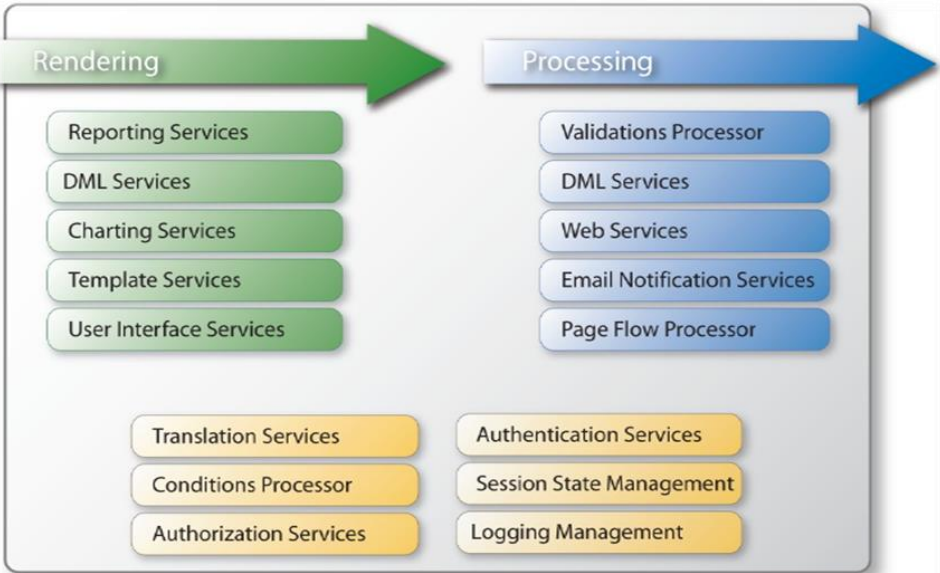 Rendering
Processing
Reporting Services
DML Services
Charting Services
Template Services
User Interface Services
Validations Processor
DML Services
Web Services
Email Notification Services
Page Flow Processor
Translation Services
Conditions Processor
Authorization Services
Authentication Services
Session State Management
Logging Management